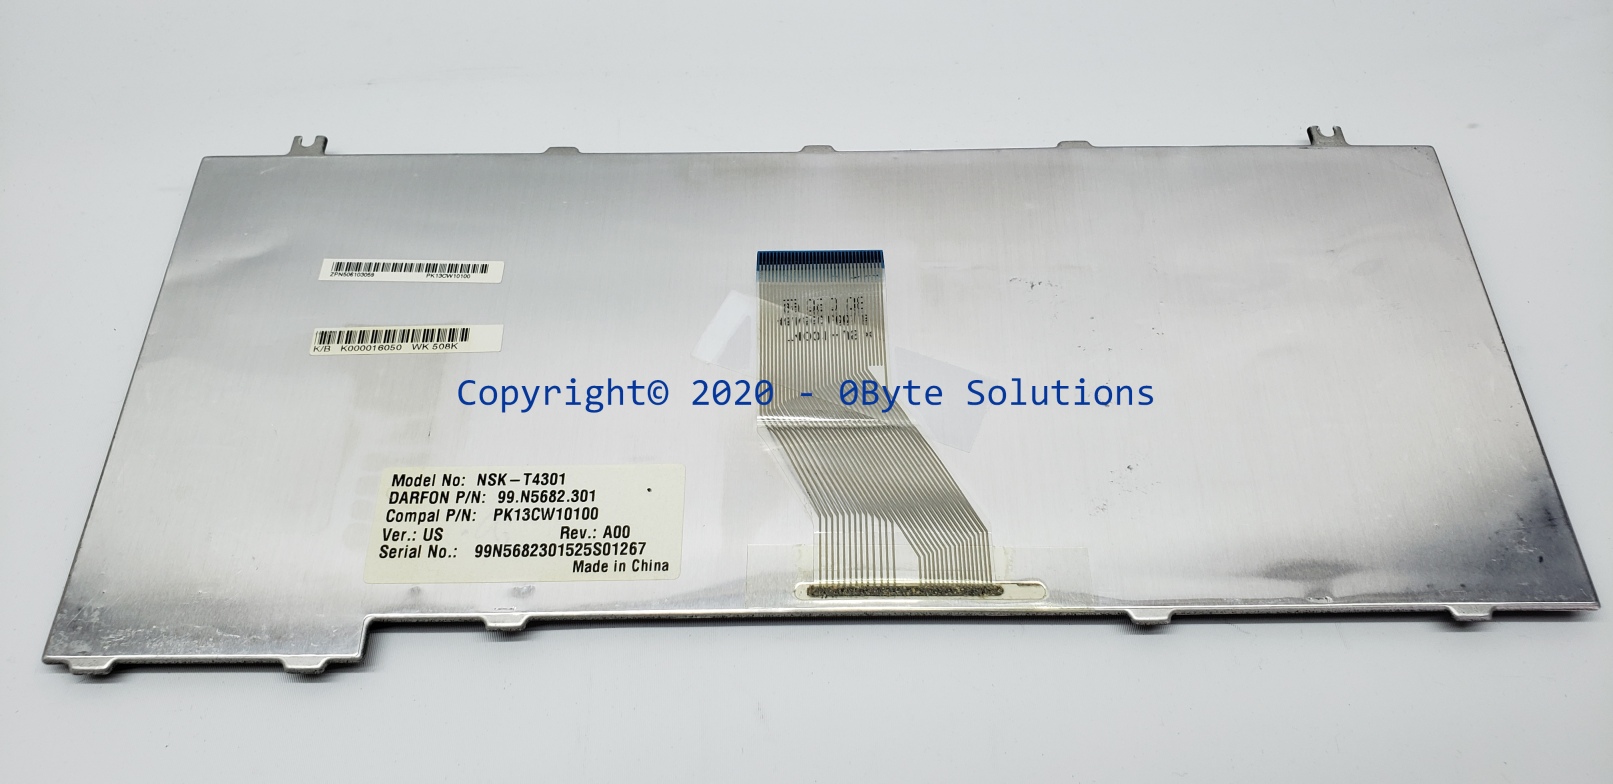 ZPN506103059 PK13CW10100
K/B K000016050 WK 508K
Copyright© 2020 - 0Byte Solutions
Model No: NSK-T4301
DARFON P/N: 99.N5682.301
Compal P/N: PK13CW10100
Ver.: US Rev.: A00
Serial No.: 99N5682301525S01267
Made in China